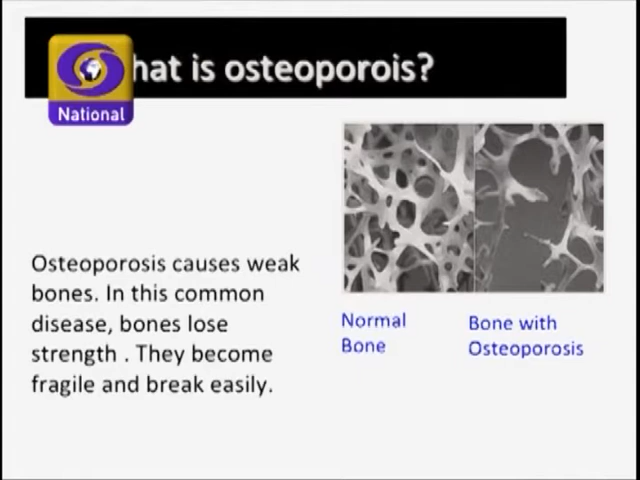 hat is osteoporois?
National
Osteoporosis causes weak
bones. In this common
disease, bones lose
strength . They become
fragile and break easily.
Normal
Bone
Bone with
Osteoporosis